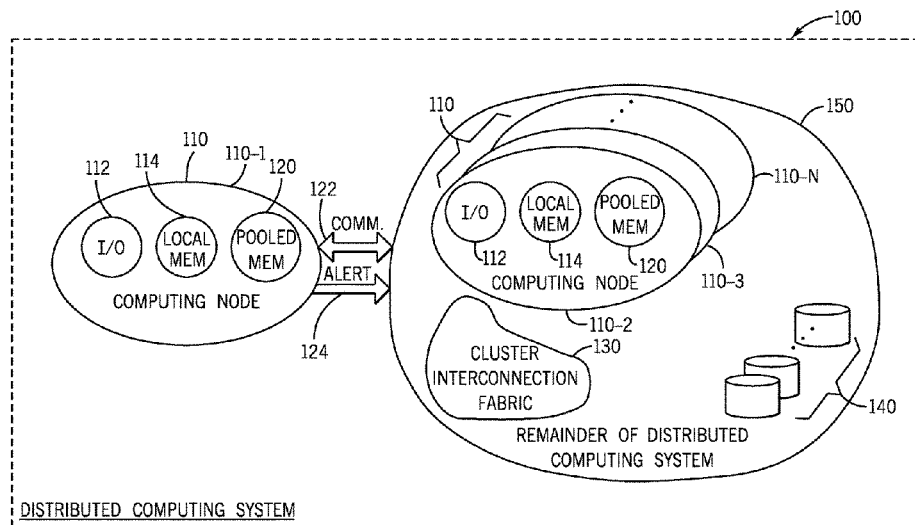 100
110
110-1
112
114
120
122
I/O
LOCAL
MEM
POOLED
MEM
COMPUTING NODE
COMM.
ALERT
124
110
150
110-N
I/O
LOCAL
MEM
POOLED
MEM
112
114
120
COMPUTING NODE
110-3
110-2
130
CLUSTER
INTERCONNECTION
FABRIC
140
REMAINDER OF DISTRIBUTED
COMPUTING SYSTEM
DISTRIBUTED COMPUTING SYSTEM